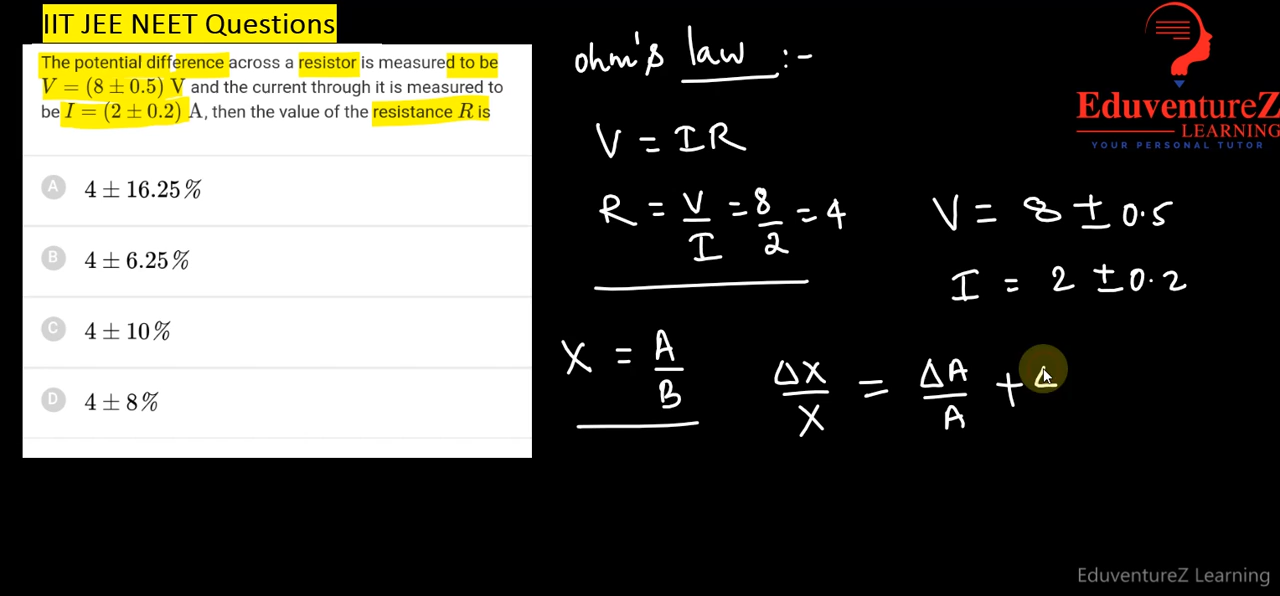 IIT JEE NEET Questions
The potential difference across a resistor is measured to be
V = (8 ± 0.5) V and the current through it is measured to
be I = (2 ± 0.2) A, then the value of the resistance R is
A 4 ± 16.25%
B 4 ± 6.25%
C 4 ± 10%
D 4 ± 8%
ohm's law :-
V = IR
R = V/I = 8/2 = 4
V = 8 ± 0.5
I = 2 ± 0.2
X = A/B
ΔX/X = ΔA/A + Δ
EduventureZ
LEARNING
YOUR PERSONAL TUTOR
EduventureZ Learning